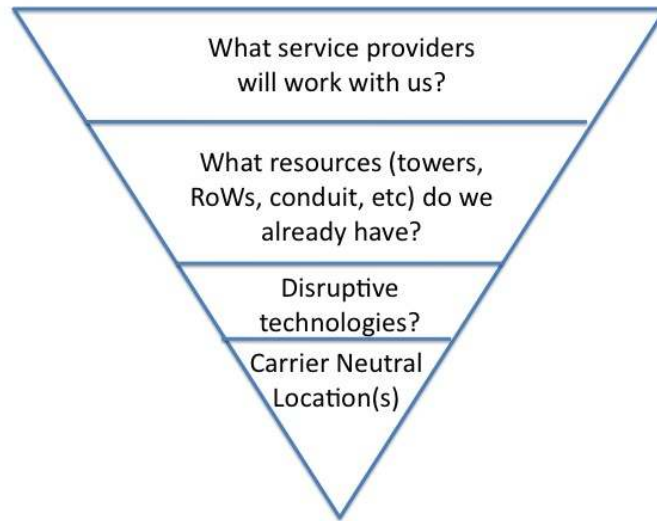 What service providers
will work with us?
What resources (towers,
RoWs, conduit, etc) do we
already have?
Disruptive
technologies?
Carrier Neutral
Location(s)